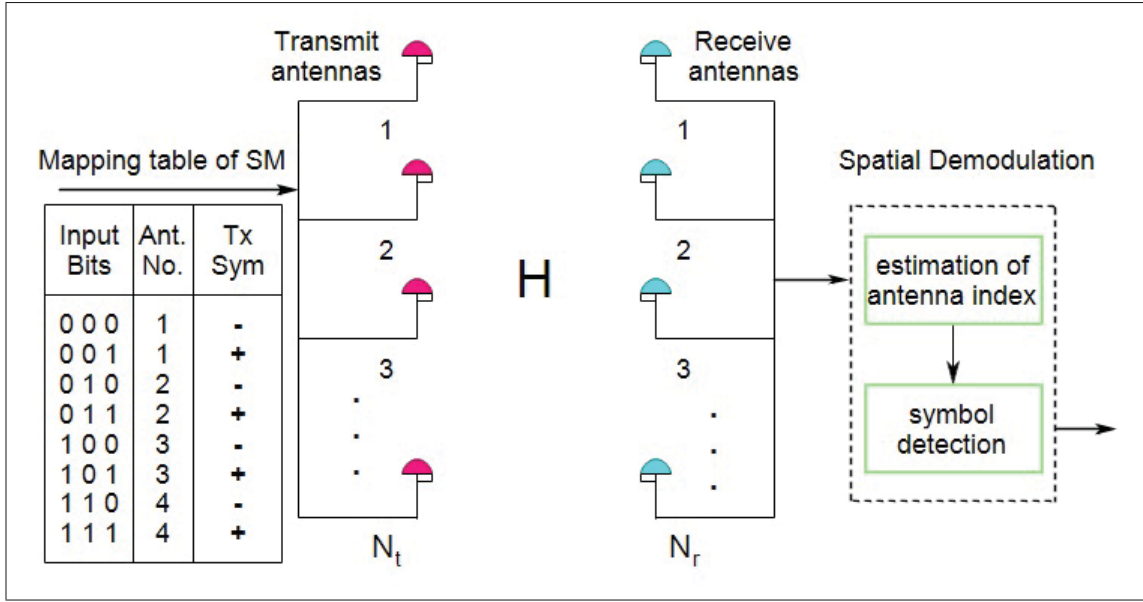 Transmit
antennas
Receive
antennas
1
1
Mapping table of SM
Spatial Demodulation
Input Bits Ant. No. Tx Sym
0 0 0 1 -
0 0 1 1 +
0 1 0 2 -
0 1 1 2 +
1 0 0 3 -
1 0 1 3 +
1 1 0 4 -
1 1 1 4 +
2
H
2
estimation of
antenna index
3
3
symbol
detection
Nt
Nr